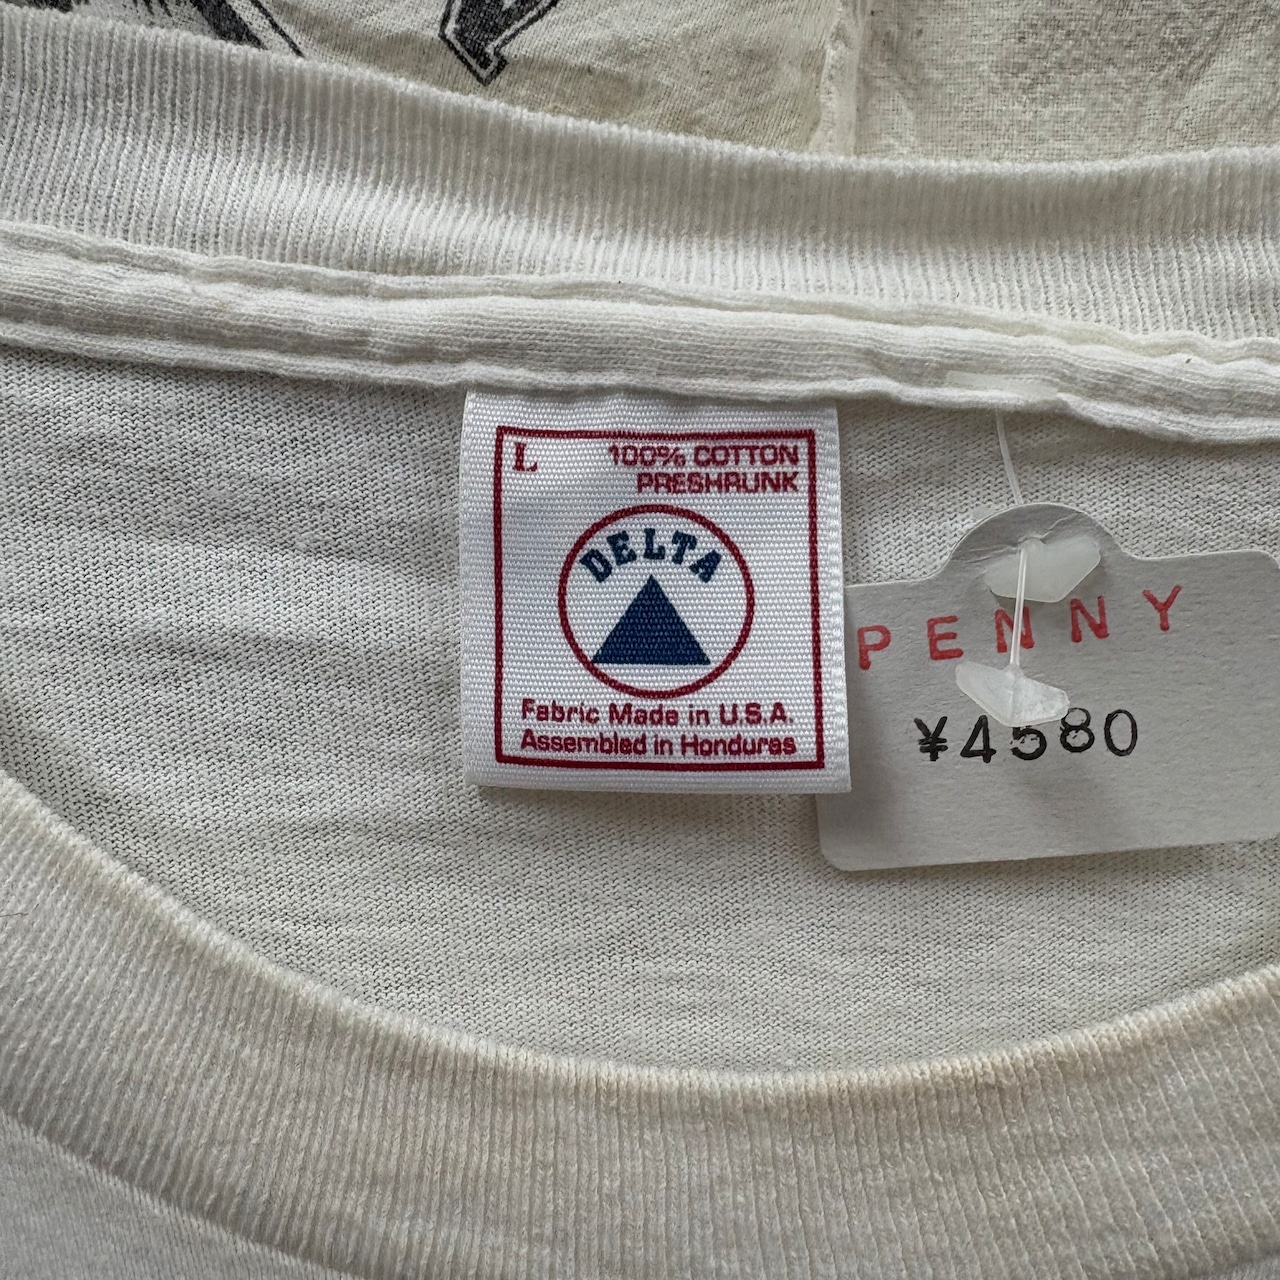 L
100% COTTON
PRESHRUNK
DELTA
Fabric Made in U.S.A.
Assembled in Honduras
PENNY
¥4580